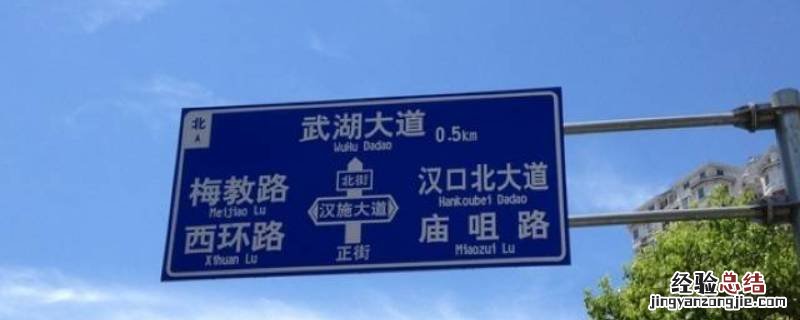 北
A
武湖大道 0.5km
WuHu Dadao
梅教路
Meijiao Lu
北街
汉口北大道
Hankoubei Dadao
汉施大道
西环路
Xihuan Lu
正街
庙咀路
Miaozui Lu
经验总结
www.jingyanzongjie.com